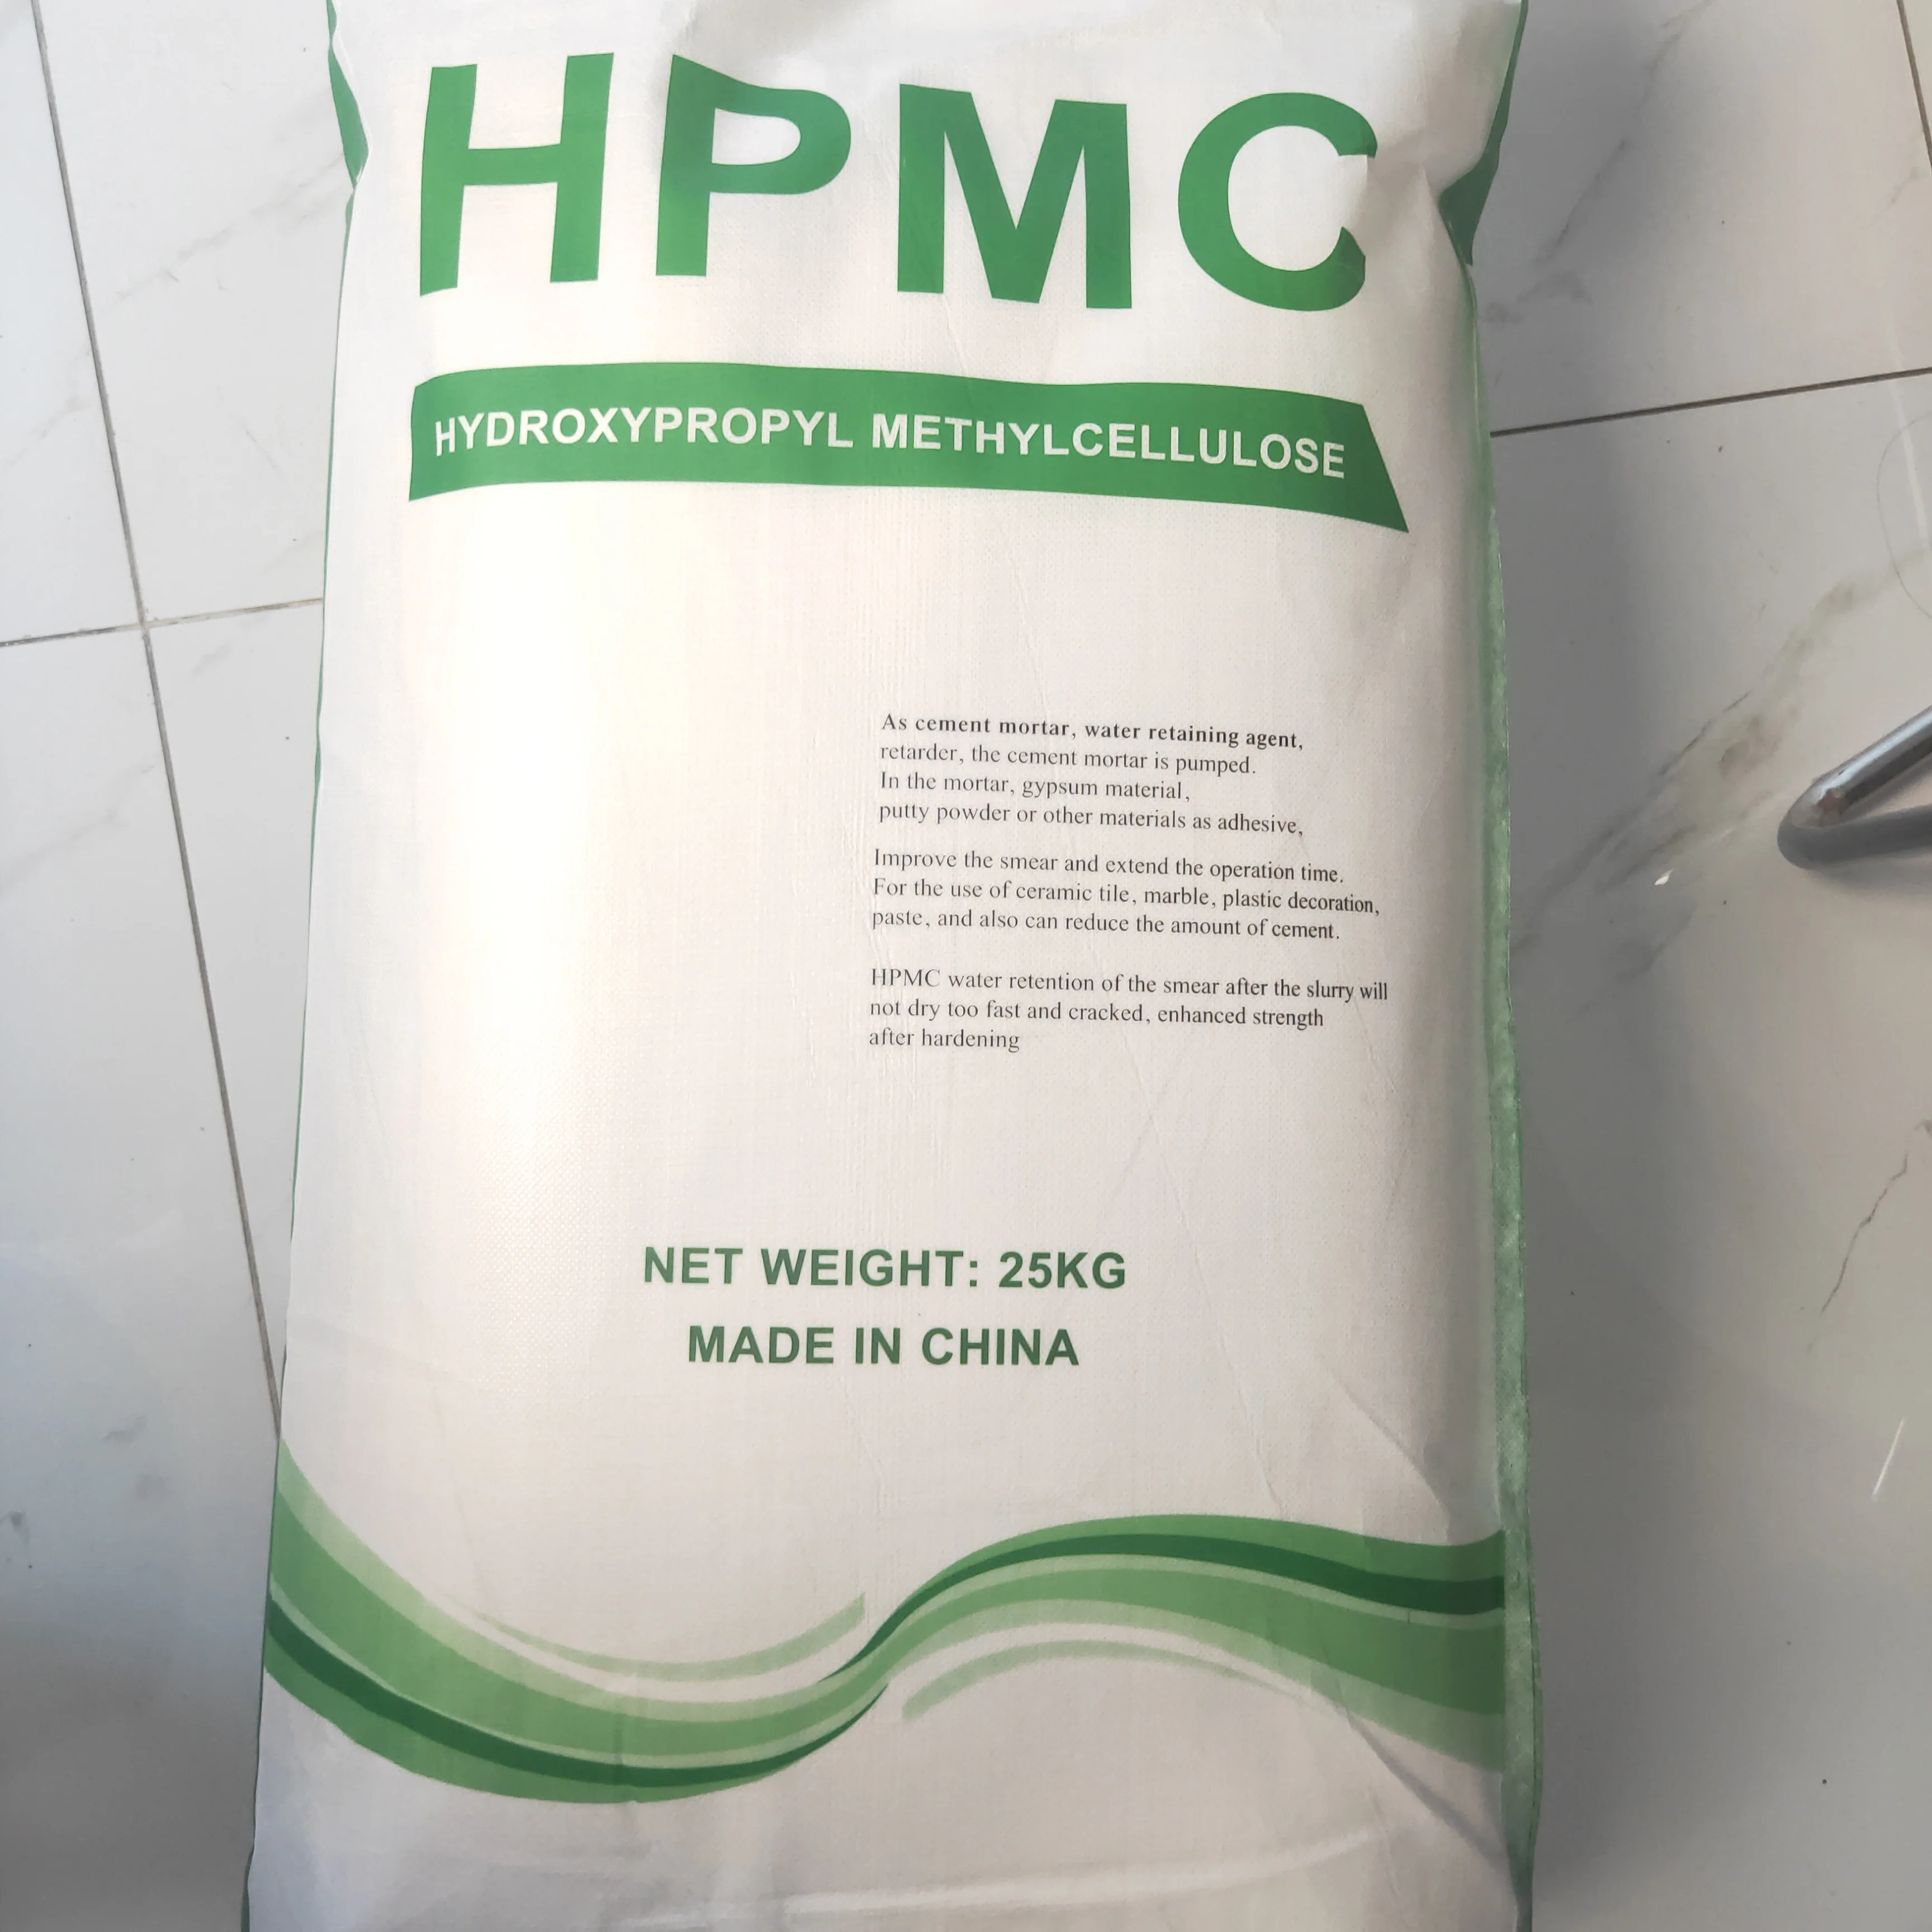 HPMC
HYDROXYPROPYL METHYLCELLULOSE
As cement mortar, water retaining agent,
retarder, the cement mortar is pumped.
In the mortar, gypsum material,
putty powder or other materials as adhesive,
Improve the smear and extend the operation time.
For the use of ceramic tile, marble, plastic decoration,
paste, and also can reduce the amount of cement.
HPMC water retention of the smear after the slurry will
not dry too fast and cracked, enhanced strength
after hardening
NET WEIGHT: 25KG
MADE IN CHINA